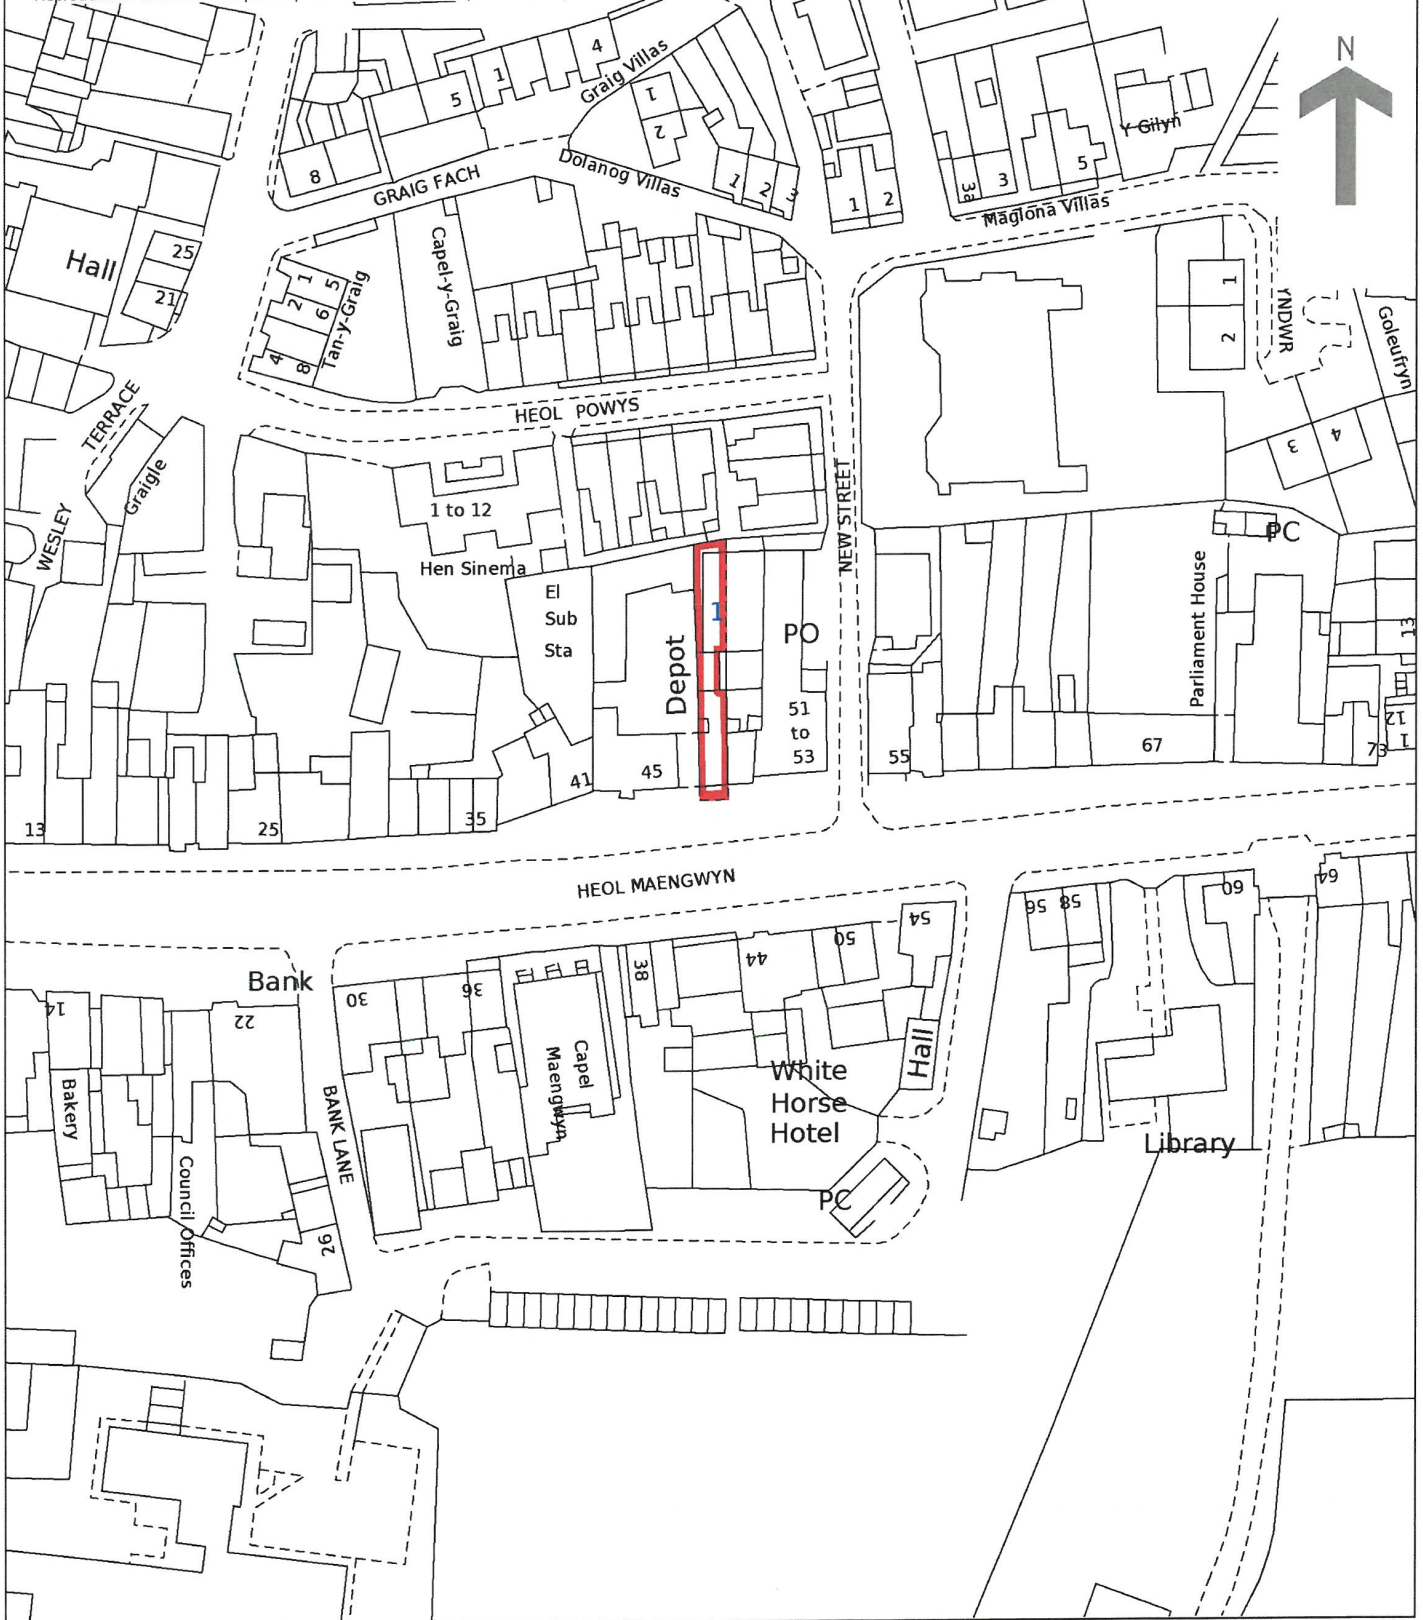 N
4
1
Graig Villas
5
1
2
8
GRAIG FACH
Dolanog Villas
1
2
3
1
2
3a
3
5
Y Gilyn
Maglona Villas
Hall
25
21
1
5
2
6
4
8
Tan-y-Graig
Capel-y-Graig
1
2
YNDWR
Goleufryn
3
4
HEOL POWYS
TERRACE
Graigle
WESLEY
1 to 12
Hen Sinema
El
Sub
Sta
NEW STREET
PC
1
PO
Depot
Parliament House
13
51
to
53
55
67
73
12
1
13
25
35
41
45
HEOL MAENGWYN
14
Bank
22
30
36
38
44
50
54
56
58
60
64
Bakery
Council Offices
BANK LANE
26
Capel
Maengwyn
White
Horse
Hotel
Hall
PC
Library